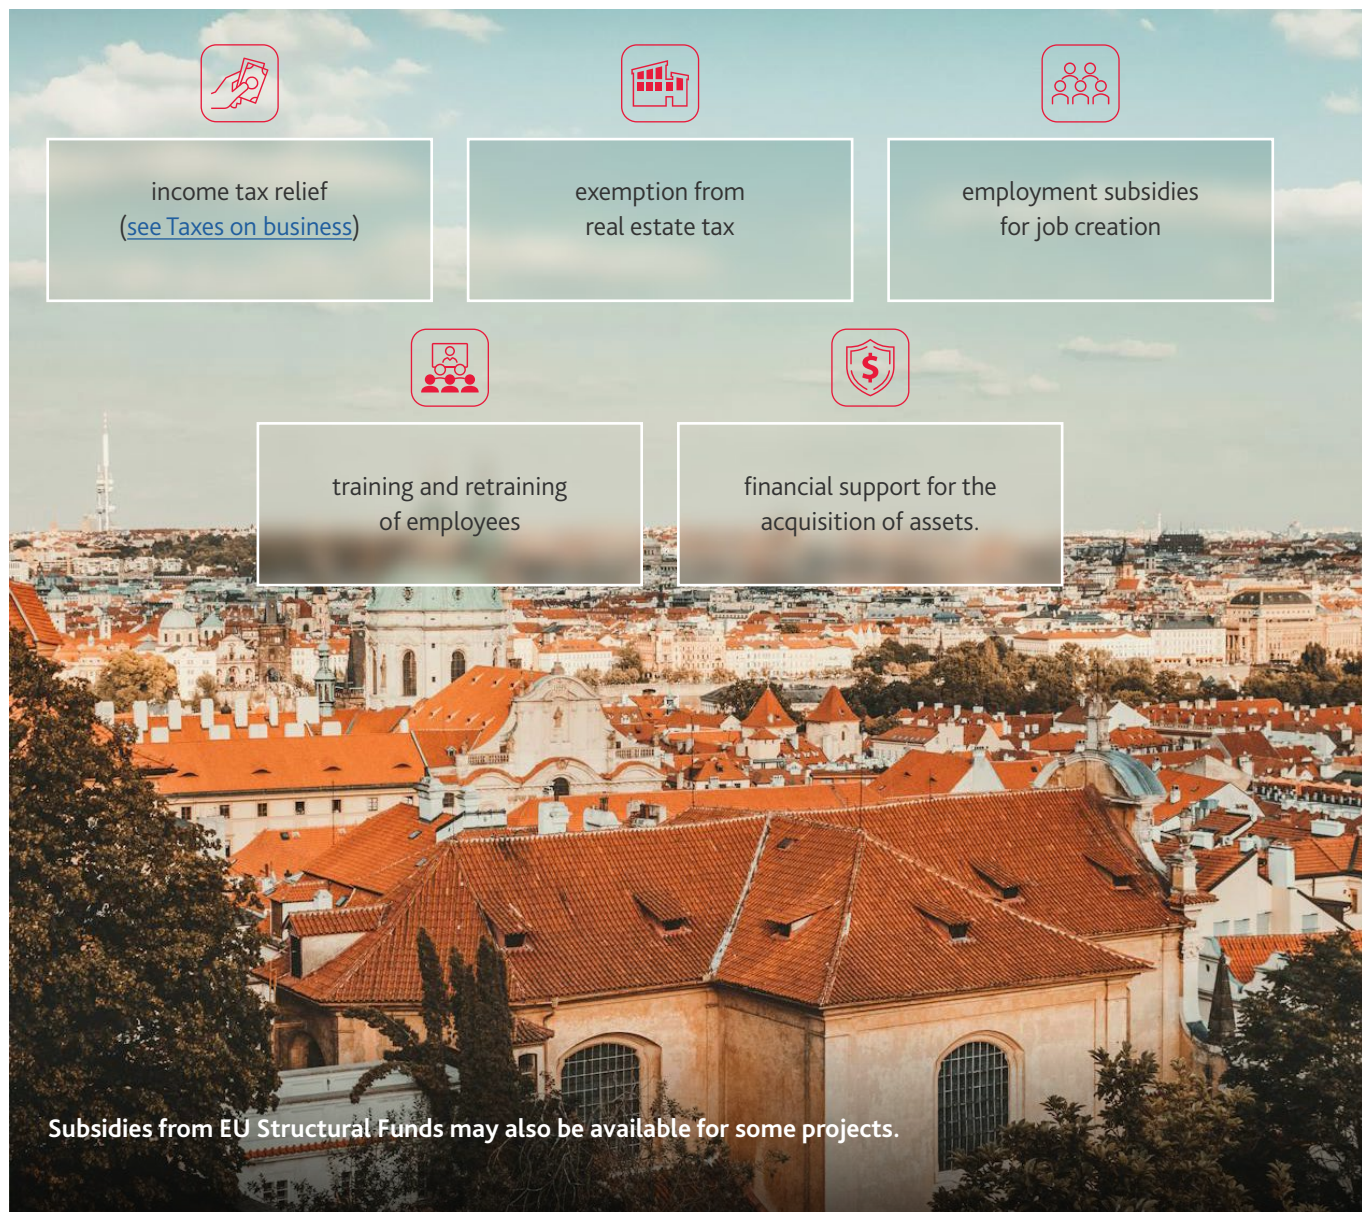 income tax relief
(see Taxes on business)
exemption from
real estate tax
employment subsidies
for job creation
training and retraining
of employees
$
financial support for the
acquisition of assets.
Subsidies from EU Structural Funds may also be available for some projects.